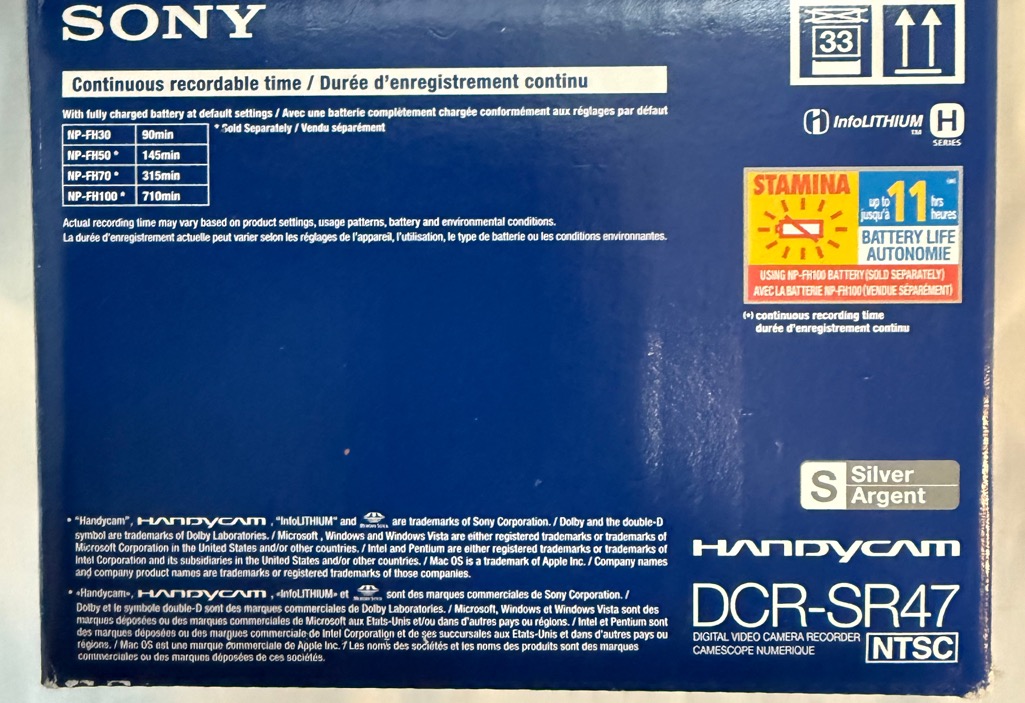 SONY
33
Continuous recordable time / Durée d'enregistrement continu
With fully charged battery at default settings / Avec une batterie complètement chargée conformément aux réglages par défaut
NP-FH30 90min * Sold Separately / Vendu séparément
NP-FH50 * 145min
NP-FH70 * 315min
NP-FH100 * 710min
Actual recording time may vary based on product settings, usage patterns, battery and environmental conditions.
La durée d'enregistrement actuelle peut varier selon les réglages de l'appareil, l'utilisation, le type de batterie ou les conditions environnantes.
InfoLITHIUM TM H
SERIES
STAMINA
up to 11 hrs
jusqu'à heures
BATTERY LIFE
AUTONOMIE
USING NP-FH100 BATTERY (SOLD SEPARATELY)
AVEC LA BATTERIE NP-FH100 (VENDUE SÉPARÉMENT)
(*) continuous recording time
durée d'enregistrement continu
S Silver
Argent
• "Handycam", HANDYCAM, "InfoLITHIUM" and are trademarks of Sony Corporation. / Dolby and the double-D
symbol are trademarks of Dolby Laboratories. / Microsoft, Windows and Windows Vista are either registered trademarks or trademarks of
Microsoft Corporation in the United States and/or other countries. / Intel and Pentium are either registered trademarks or trademarks of
Intel Corporation and its subsidiaries in the United States and/or other countries. / Mac OS is a trademark of Apple Inc. / Company names
and company product names are trademarks or registered trademarks of those companies.
• «Handycam», HANDYCAM, «InfoLITHIUM» et sont des marques commerciales de Sony Corporation. /
Dolby et le symbole double-D sont des marques commerciales de Dolby Laboratories. / Microsoft, Windows et Windows Vista sont des
marques déposées ou des marques commerciales de Microsoft aux Etats-Unis et/ou dans d'autres pays ou régions. / Intel et Pentium sont
des marques déposées ou des marques commerciale de Intel Corporation et de ses succursales aux Etats-Unis et dans d'autres pays ou
régions. / Mac OS est une marque commerciale de Apple Inc. / Les noms des sociétés et les noms des produits sont des marques
commerciales ou des marques déposées de ces sociétés.
HANDYCAM
DCR-SR47
DIGITAL VIDEO CAMERA RECORDER
CAMESCOPE NUMERIQUE
NTSC